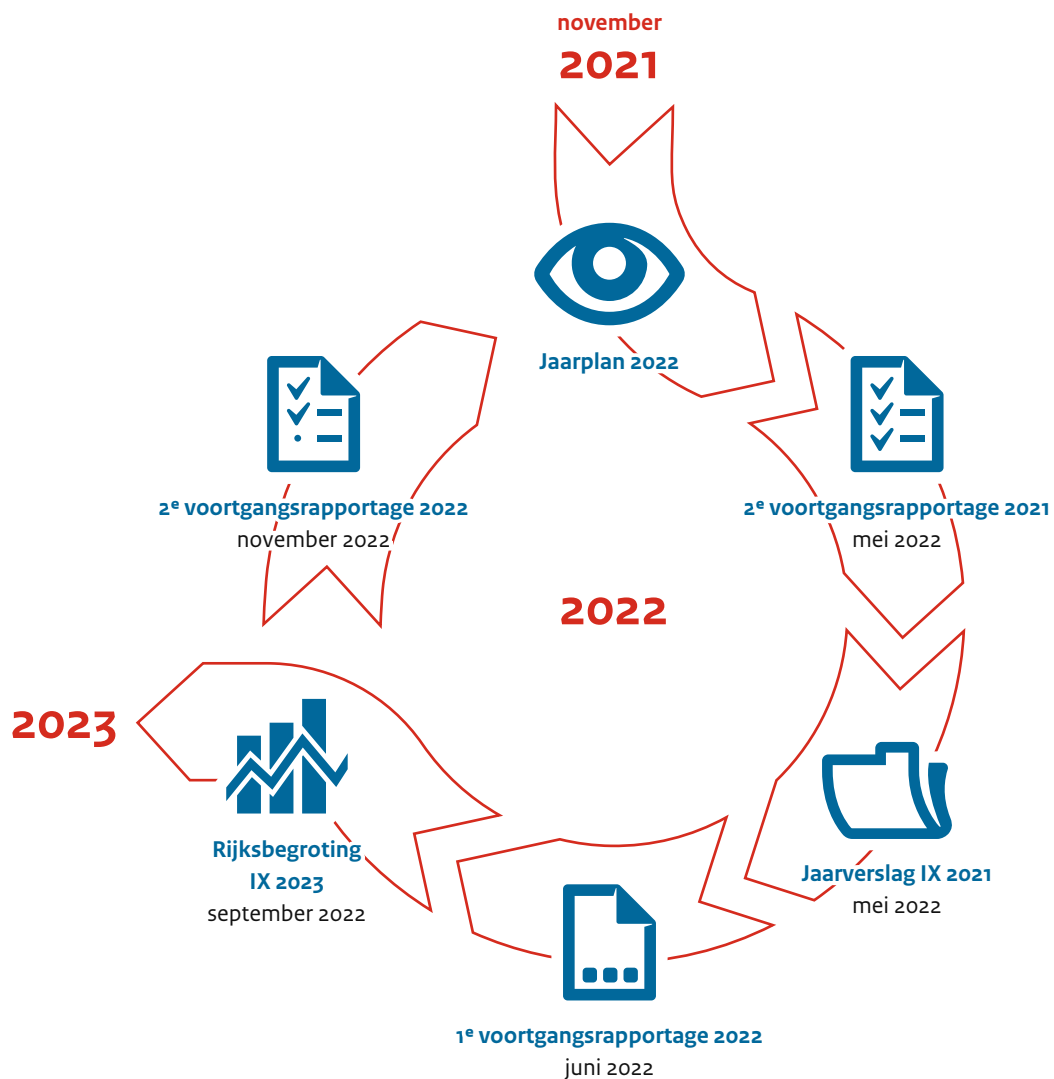 november
2021
Jaarplan 2022
2ᵉ voortgangsrapportage 2021
mei 2022
Jaarverslag IX 2021
mei 2022
1ᵉ voortgangsrapportage 2022
juni 2022
Rijksbegroting
IX 2023
september 2022
2023
2ᵉ voortgangsrapportage 2022
november 2022
2022